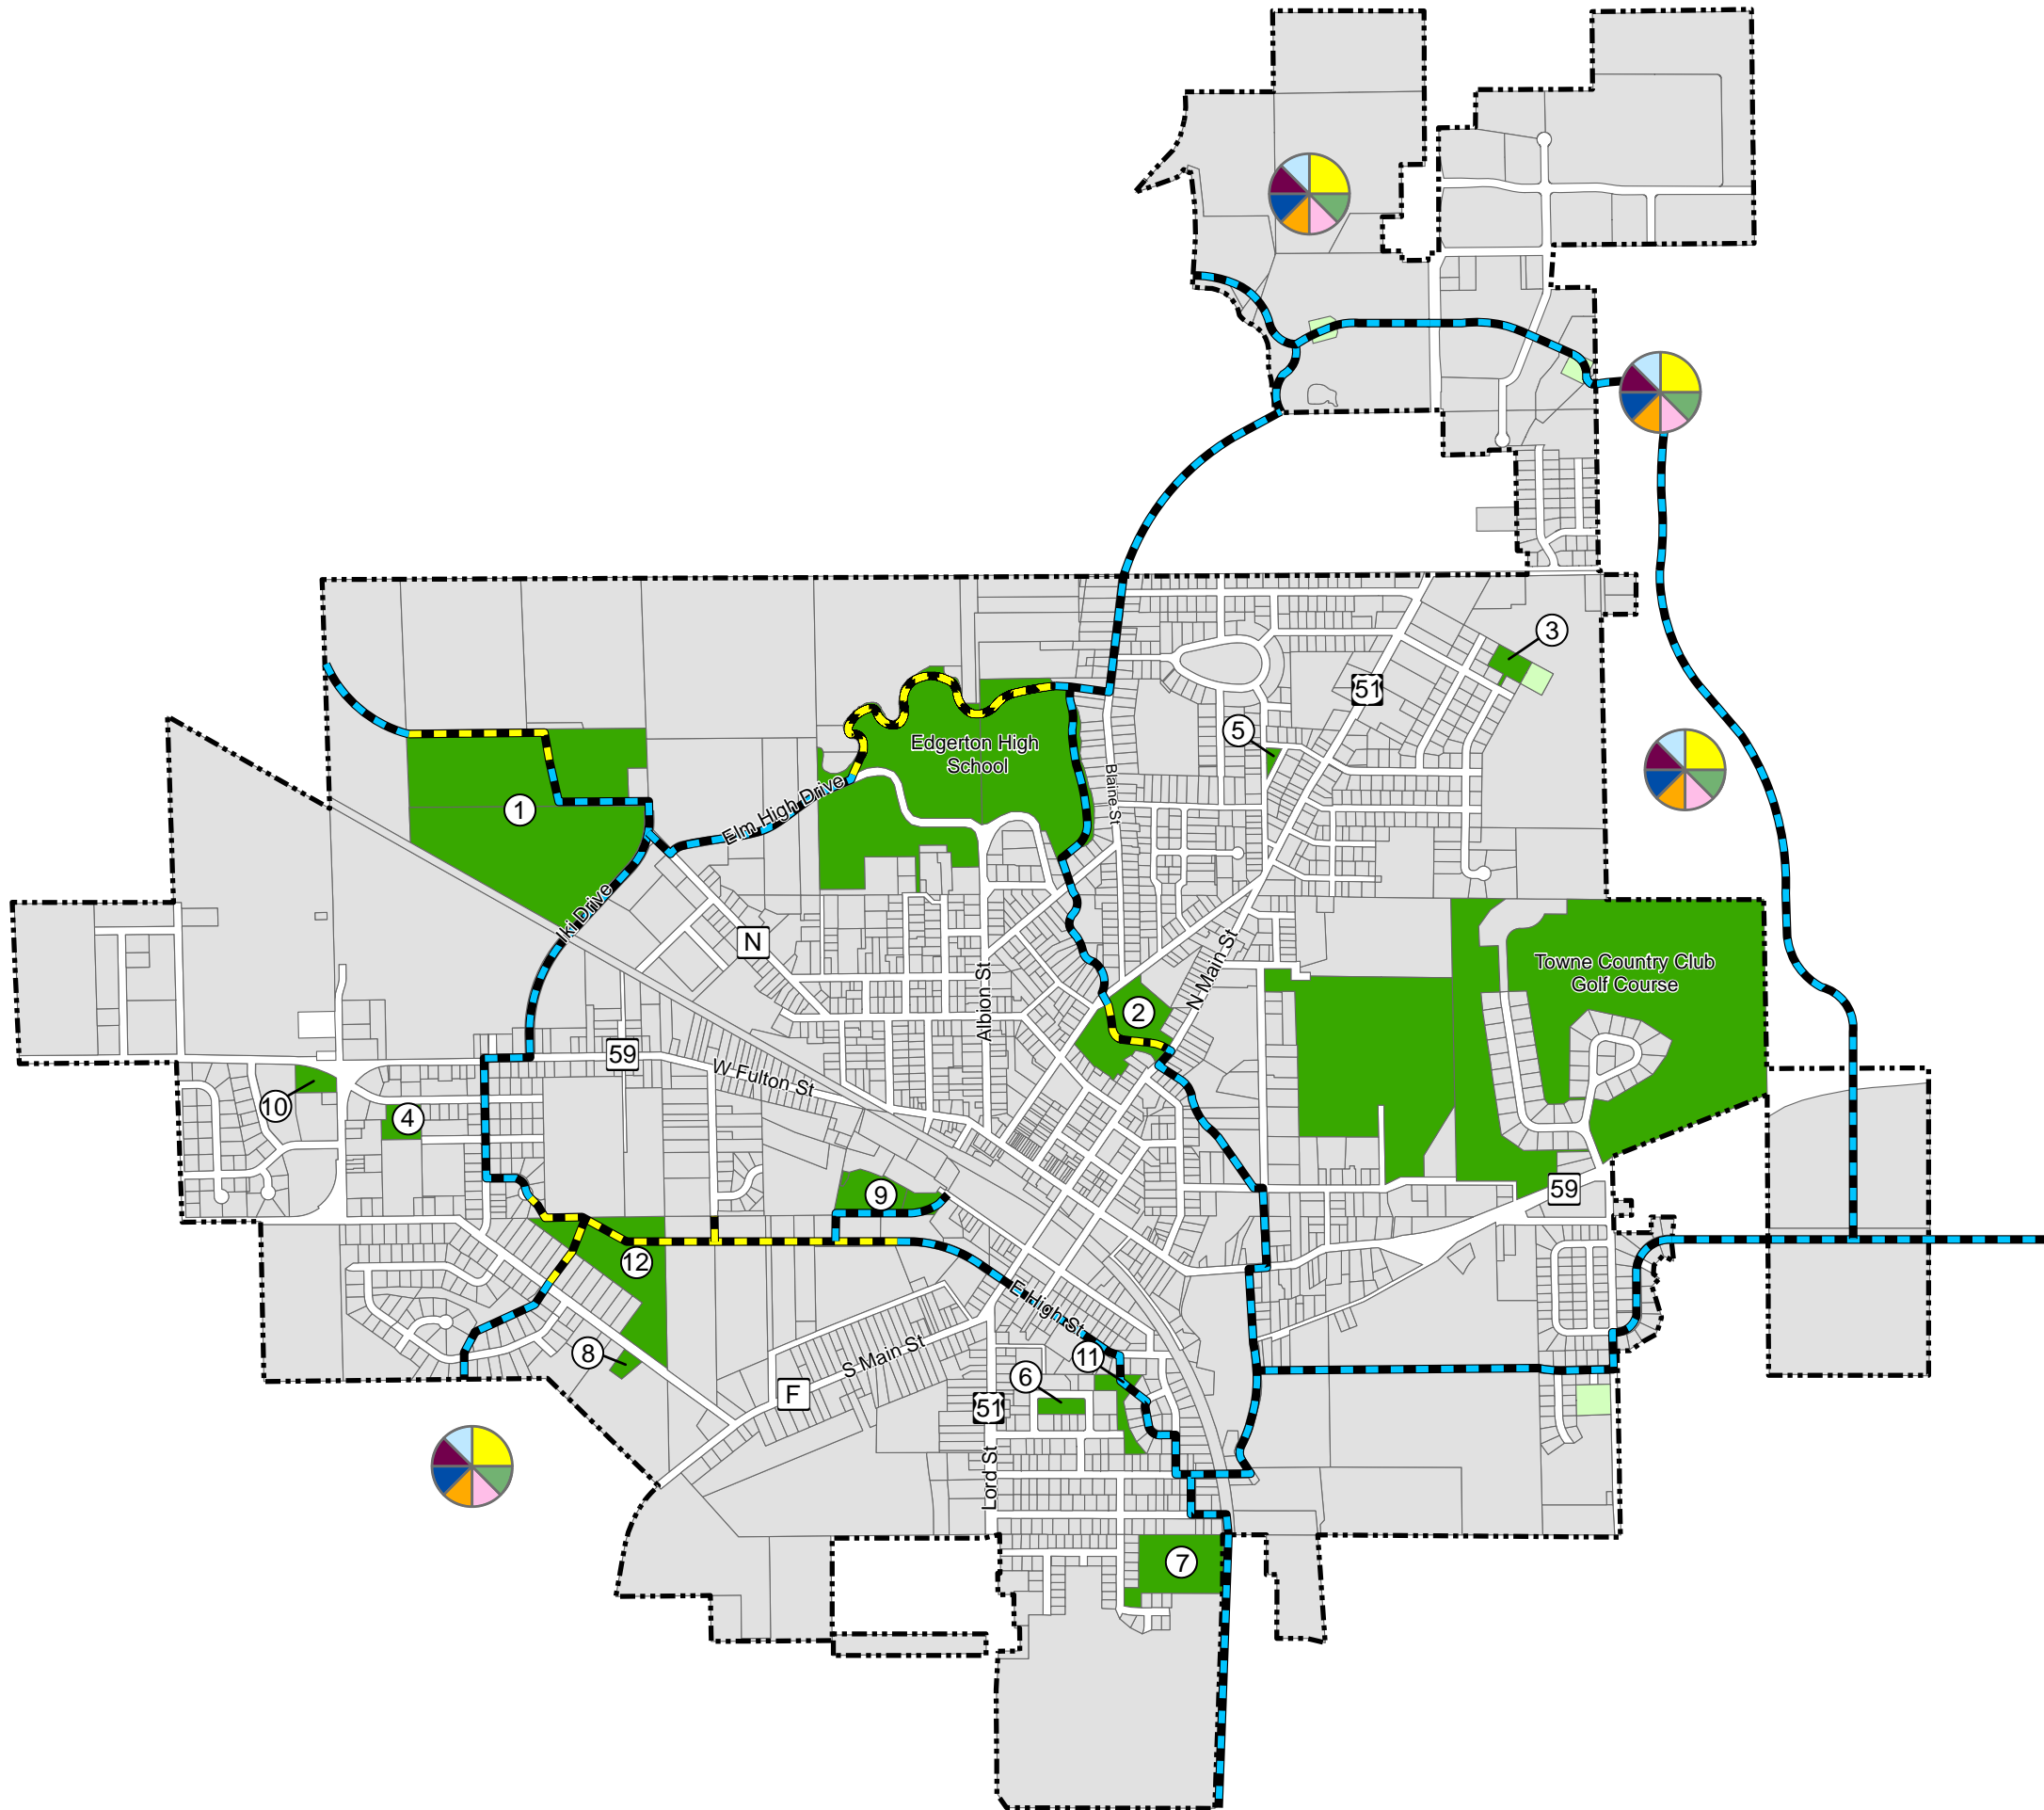 3
51
5
Edgerton High
School
Blaine St
Elm High Drive
1
Iki Drive
N
Albion St
N Main St
2
Towne Country Club
Golf Course
59
W Fulton St
10
4
9
59
12
E High St
8
S Main St
11
6
F
51
Lord St
7